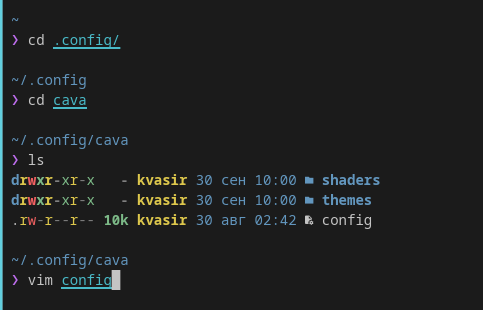 ~
❯ cd .config/
~/.config
❯ cd cava
~/.config/cava
❯ ls
drwxr-xr-x - kvasir 30 сен 10:00 shaders
drwxr-xr-x - kvasir 30 сен 10:00 themes
.rw-r--r-- 10k kvasir 30 авг 02:42 config
~/.config/cava
❯ vim config